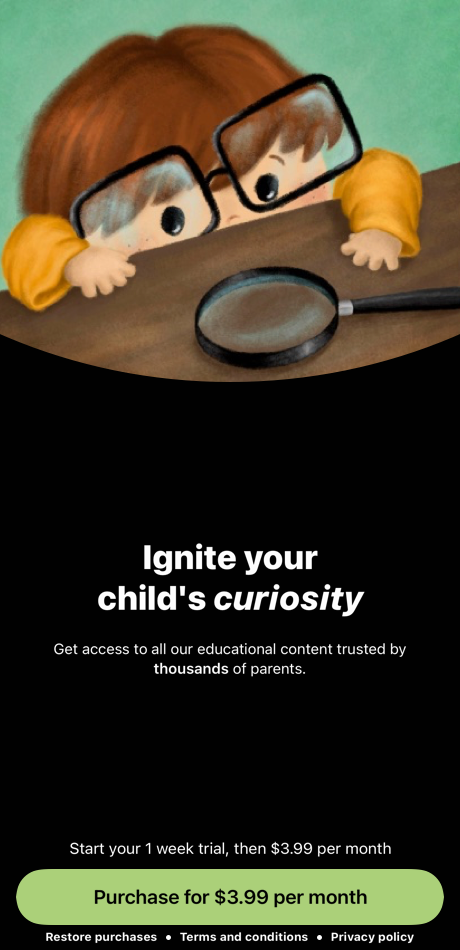 Ignite your
child's curiosity
Get access to all our educational content trusted by
thousands of parents.
Start your 1 week trial, then $3.99 per month
Purchase for $3.99 per month
Restore purchases • Terms and conditions • Privacy policy